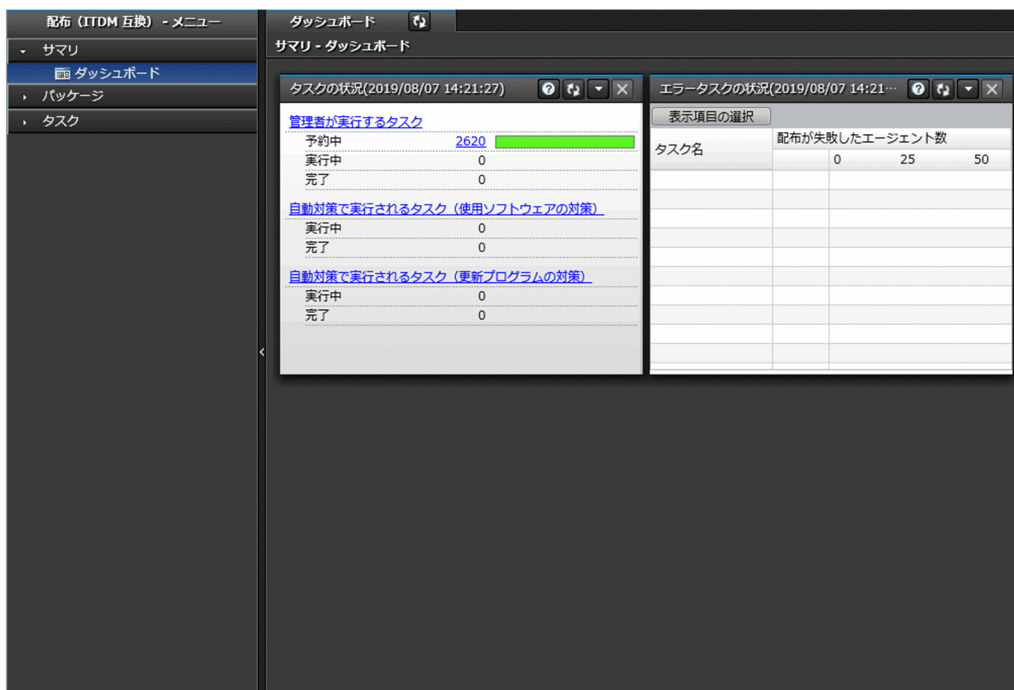 配布（ITDM 互換） - メニュー
サマリ
ダッシュボード
パッケージ
タスク
ダッシュボード
サマリ - ダッシュボード
タスクの状況(2019/08/07 14:21:27)
管理者が実行するタスク
予約中 2620
実行中 0
完了 0
自動対策で実行されるタスク（使用ソフトウェアの対策）
実行中 0
完了 0
自動対策で実行されるタスク（更新プログラムの対策）
実行中 0
完了 0
エラータスクの状況(2019/08/07 14:21…
表示項目の選択
タスク名
配布が失敗したエージェント数
0 25 50